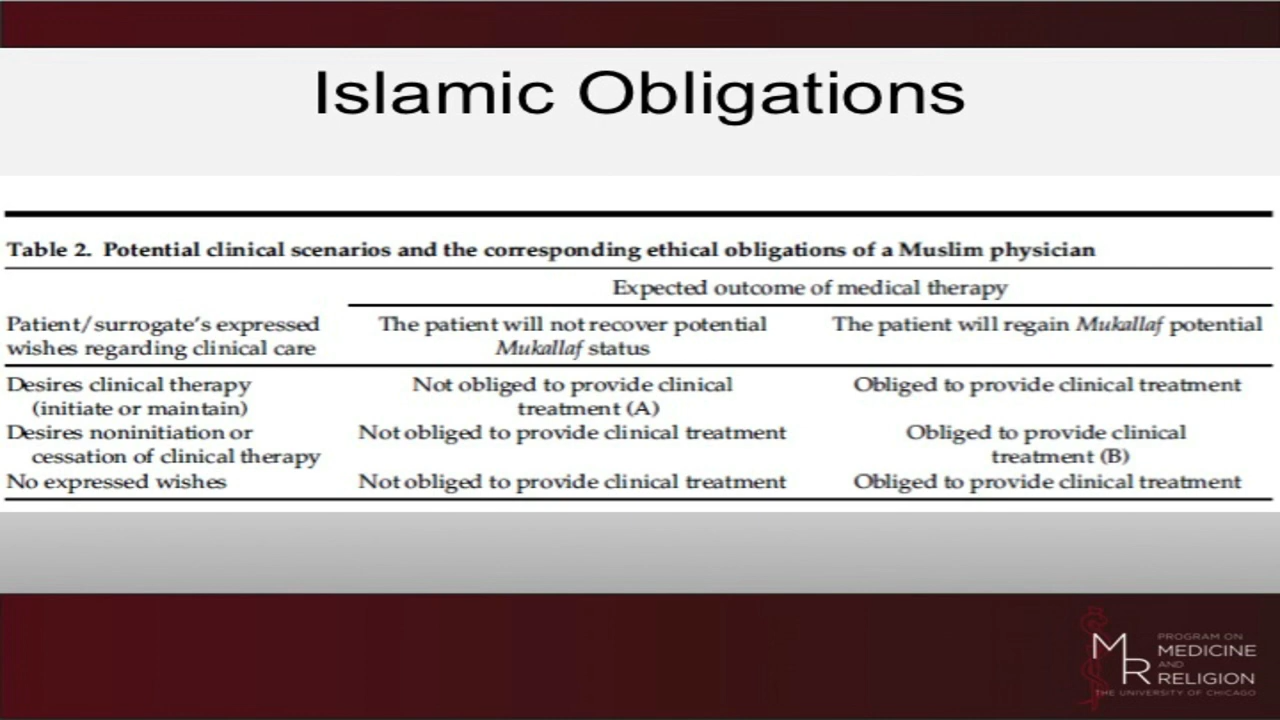 Islamic Obligations
Table 2. Potential clinical scenarios and the corresponding ethical obligations of a Muslim physician
Expected outcome of medical therapy
Patient/surrogate's expressed wishes regarding clinical care
The patient will not recover potential Mukallaf status
The patient will regain Mukallaf potential
Desires clinical therapy (initiate or maintain)
Not obliged to provide clinical treatment (A)
Obliged to provide clinical treatment
Desires noninitiation or cessation of clinical therapy
Not obliged to provide clinical treatment
Obliged to provide clinical treatment (B)
No expressed wishes
Not obliged to provide clinical treatment
Obliged to provide clinical treatment
MR
PROGRAM ON
MEDICINE
AND
RELIGION
THE UNIVERSITY OF CHICAGO